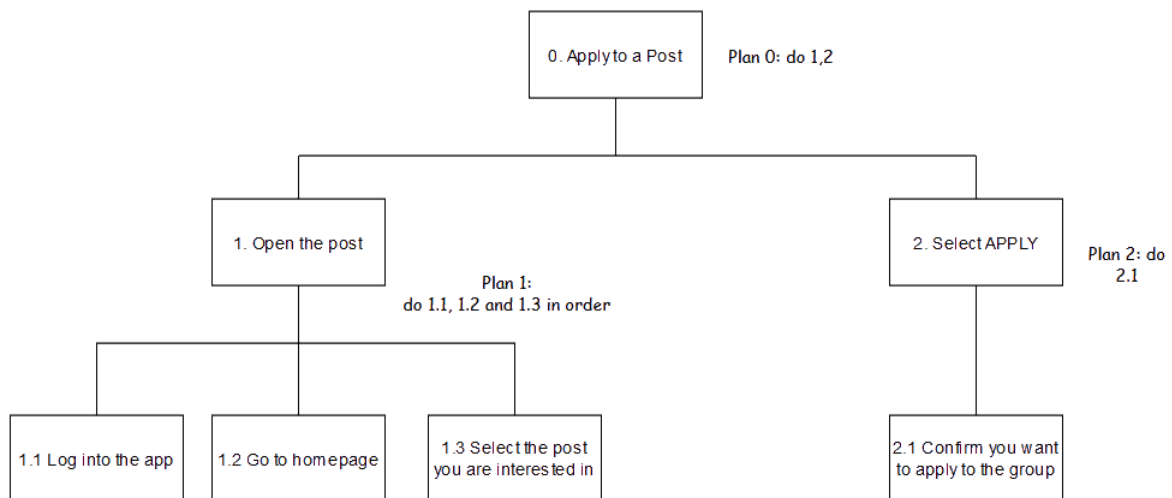 0. Apply to a Post
Plan 0: do 1,2
1. Open the post
2. Select APPLY
Plan 2: do
2.1
Plan 1:
do 1.1, 1.2 and 1.3 in order
1.1 Log into the app
1.2 Go to homepage
1.3 Select the post
you are interested in
2.1 Confirm you want
to apply to the group